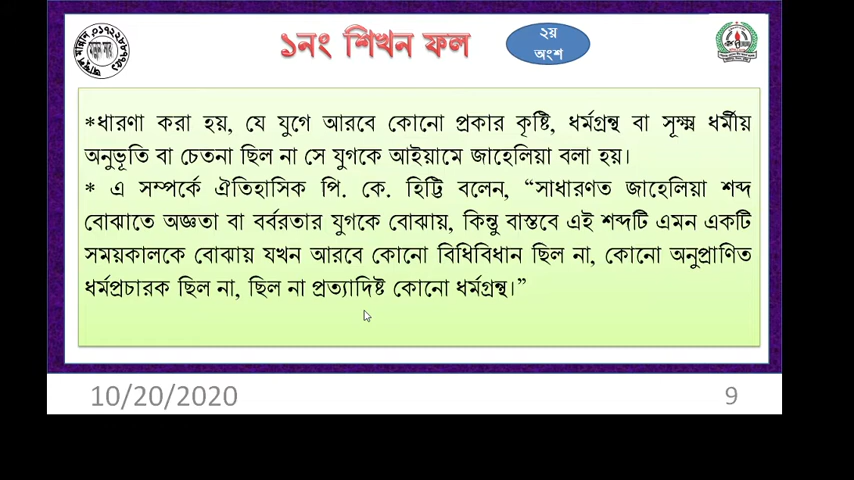 ১নং শিখন ফল
২য়
অংশ
*ধারণা করা হয়, যে যুগে আরবে কোনো প্রকার কৃষ্টি, ধর্মগ্রন্থ বা সূক্ষ্ম ধর্মীয়
অনুভূতি বা চেতনা ছিল না সে যুগকে আইয়ামে জাহেলিয়া বলা হয়।
* এ সম্পর্কে ঐতিহাসিক পি. কে. হিট্টি বলেন, “সাধারণত জাহেলিয়া শব্দ
বোঝাতে অজ্ঞতা বা বর্বরতার যুগকে বোঝায়, কিন্তু বাস্তবে এই শব্দটি এমন একটি
সময়কালকে বোঝায় যখন আরবে কোনো বিধিবিধান ছিল না, কোনো অনুপ্রাণিত
ধর্মপ্রচারক ছিল না, ছিল না প্রত্যাদিষ্ট কোনো ধর্মগ্রন্থ।”
10/20/2020
9